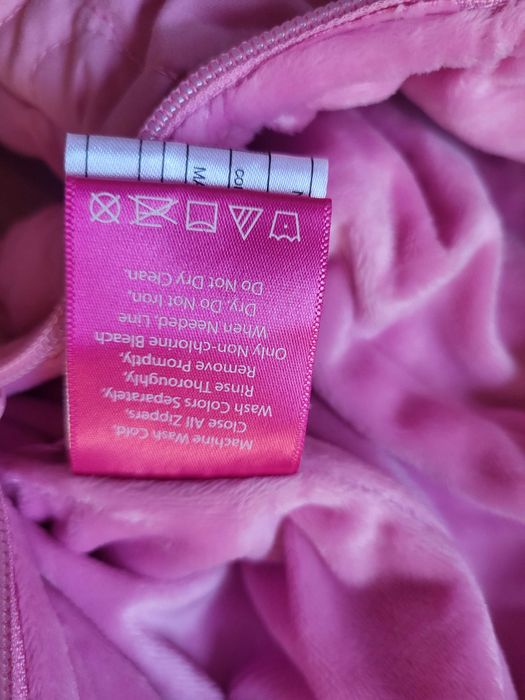 Machine Wash Cold.
Close All Zippers.
Wash Colors Separately,
Rinse Thoroughly,
Remove Promptly,
Only Non-chlorine Bleach
When Needed, Line
Dry, Do Not Iron.
Do Not Dry Clean.